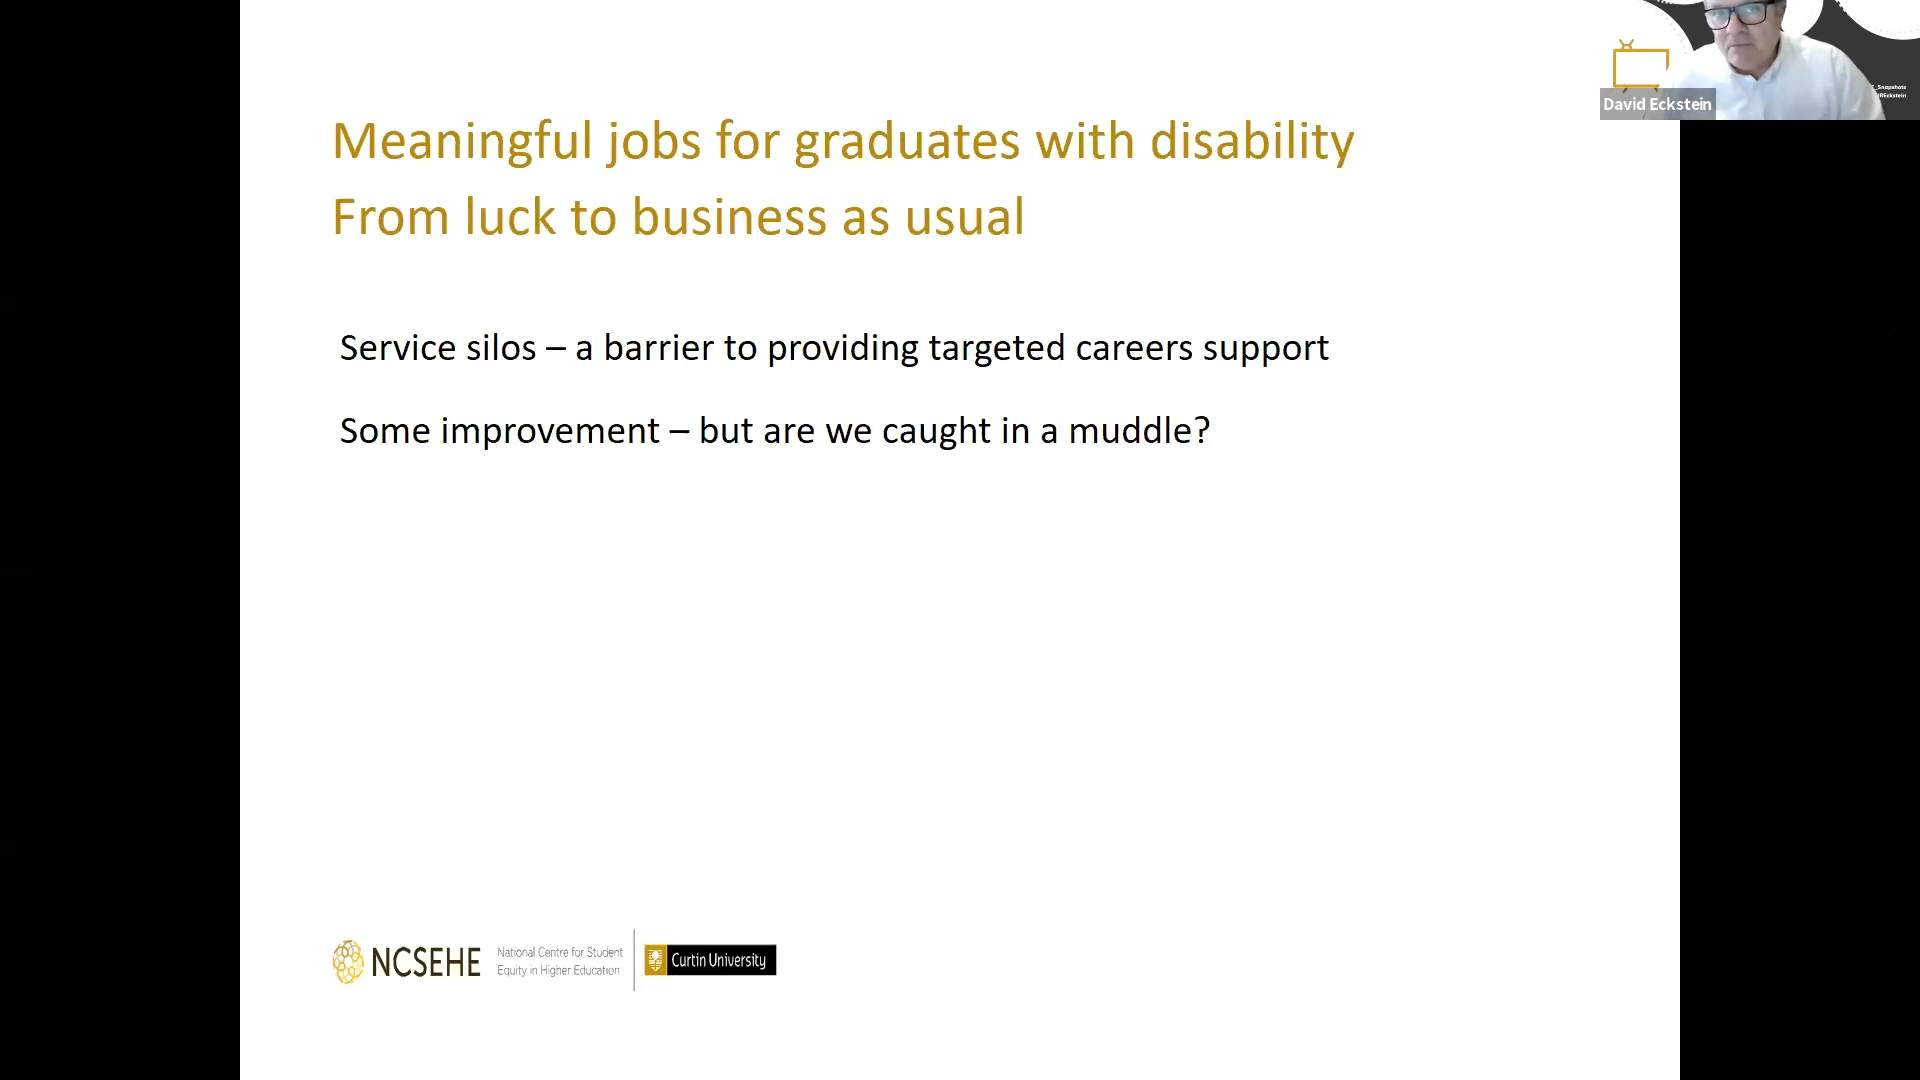 Meaningful jobs for graduates with disability
From luck to business as usual
Service silos – a barrier to providing targeted careers support
Some improvement – but are we caught in a muddle?
David Eckstein
NCSEHE
National Centre for Student
Equity in Higher Education
Curtin University